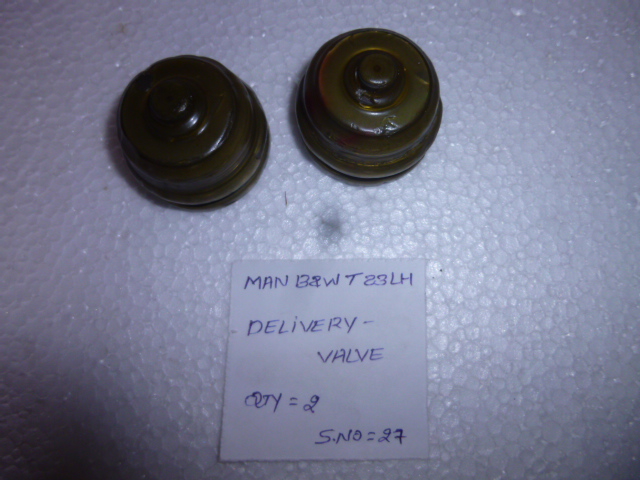 MAN B&W T23LH
DELIVERY -
VALVE
QTY = 2
S.NO = 27